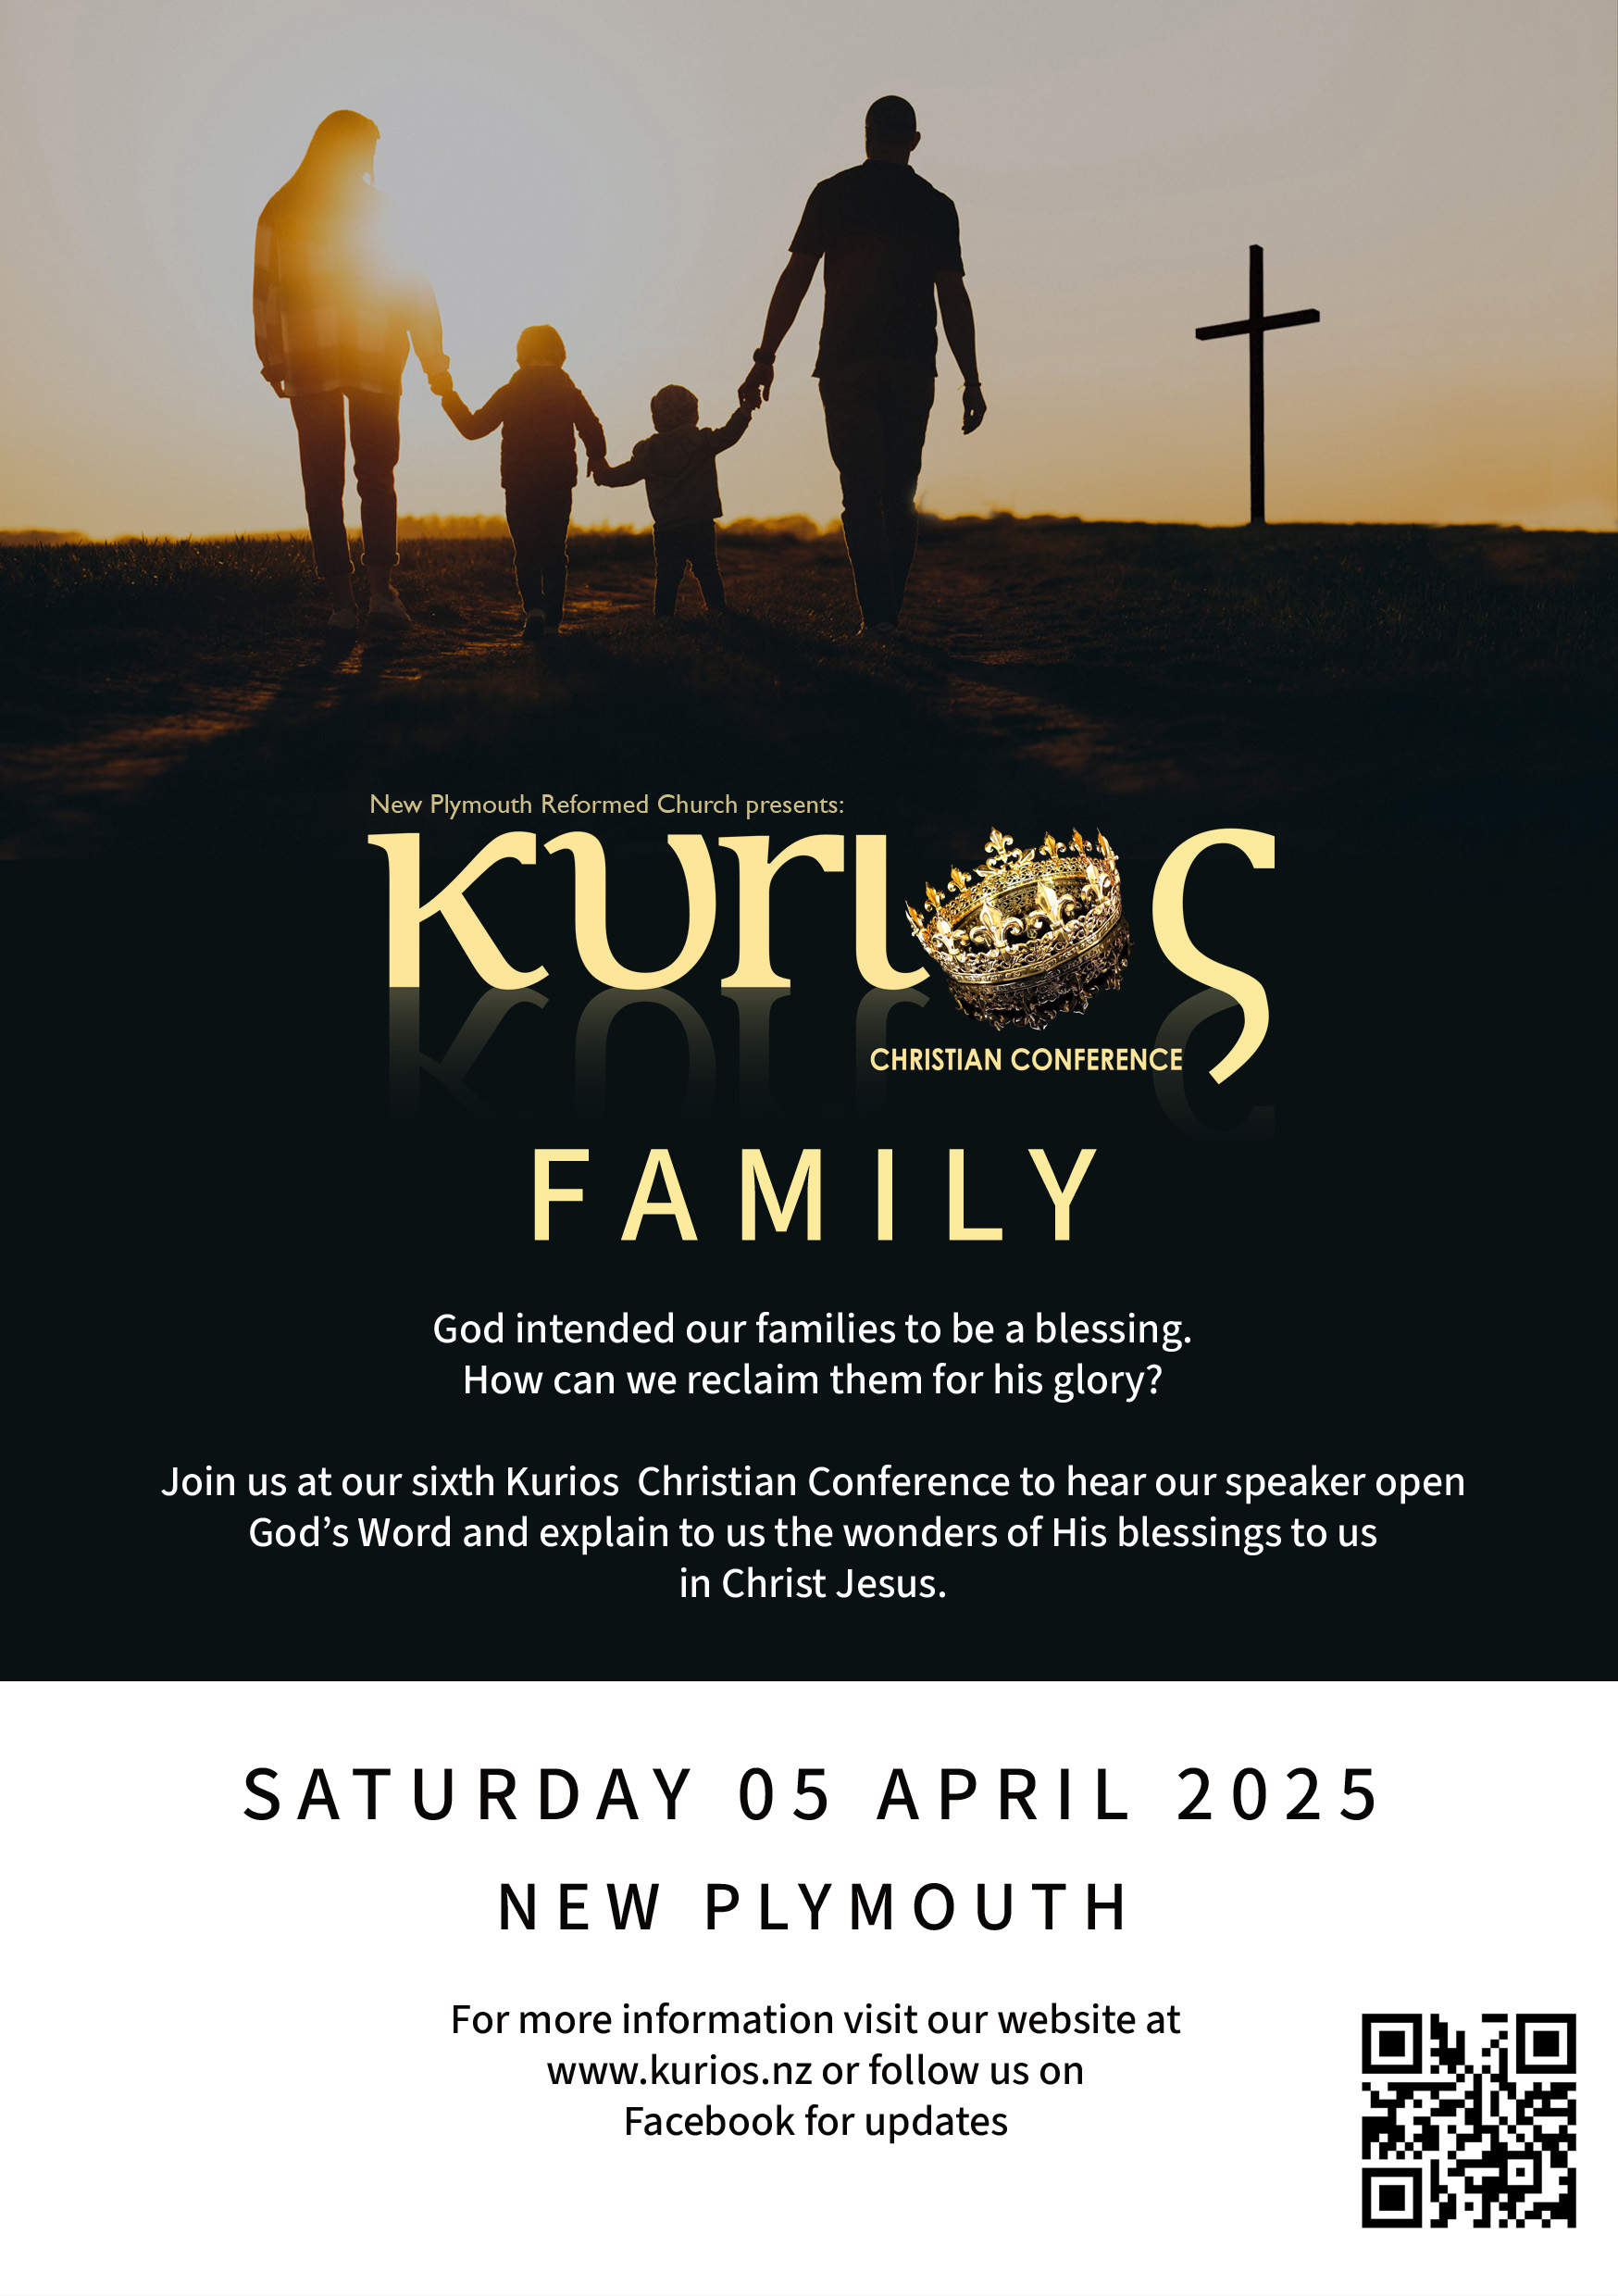 New Plymouth Reformed Church presents:
kurios
CHRISTIAN CONFERENCE
FAMILY
God intended our families to be a blessing.
How can we reclaim them for his glory?
Join us at our sixth Kurios  Christian Conference to hear our speaker open
God’s Word and explain to us the wonders of His blessings to us
in Christ Jesus.
SATURDAY 05 APRIL 2025
NEW PLYMOUTH
For more information visit our website at
www.kurios.nz or follow us on
Facebook for updates